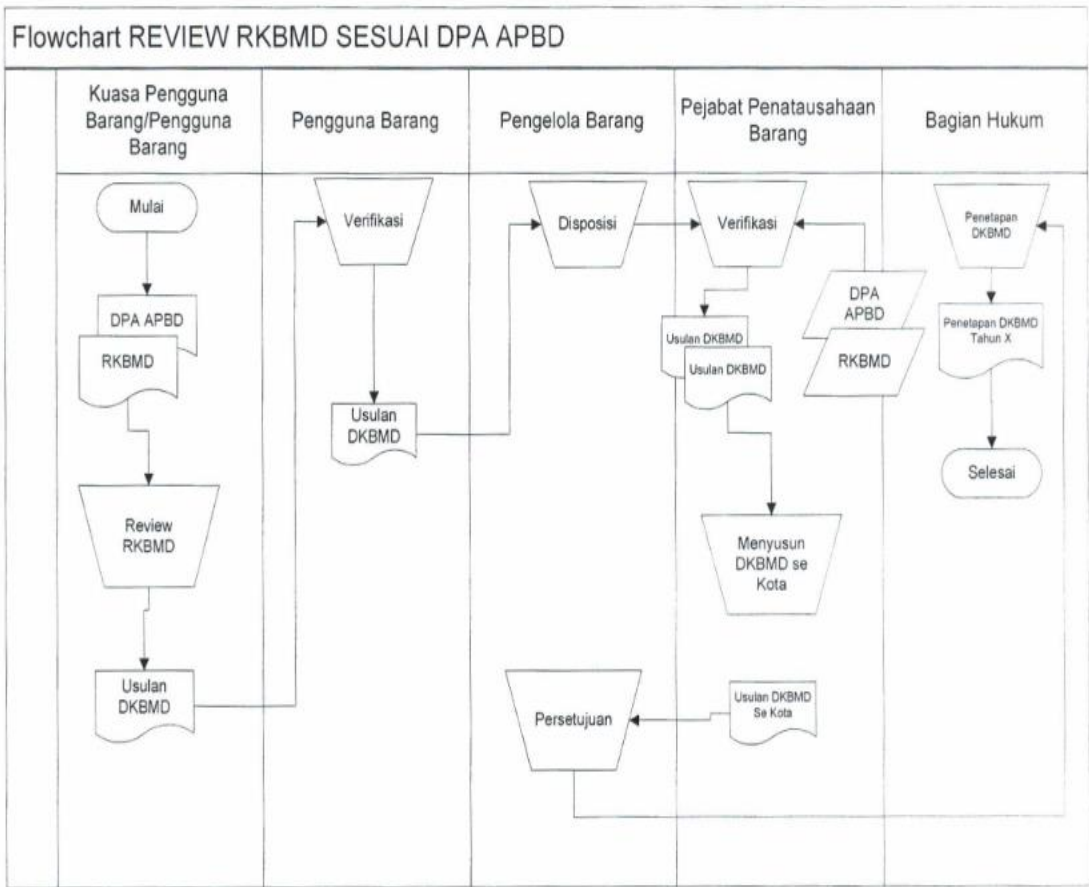 Flowchart REVIEW RKBMD SESUAI DPA APBD
Kuasa Pengguna
Barang/Pengguna
Barang
Pengguna Barang
Pengelola Barang
Pejabat Penatausahaan
Barang
Bagian Hukum
Mulai
DPA APBD
RKBMD
Review
RKBMD
Usulan
DKBMD
Verifikasi
Usulan
DKBMD
Disposisi
Persetujuan
Verifikasi
DPA
APBD
RKBMD
Usulan DKBMD
Usulan DKBMD
Menyusun
DKBMD se
Kota
Usulan DKBMD
Se Kota
Penetapan
DKBMD
Penetapan DKBMD
Tahun X
Selesai